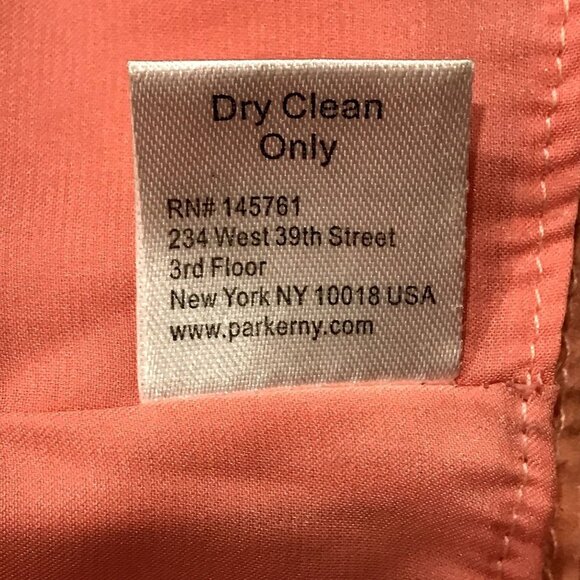 Dry Clean
Only
RN# 145761
234 West 39th Street
3rd Floor
New York NY 10018 USA
www.parkerny.com